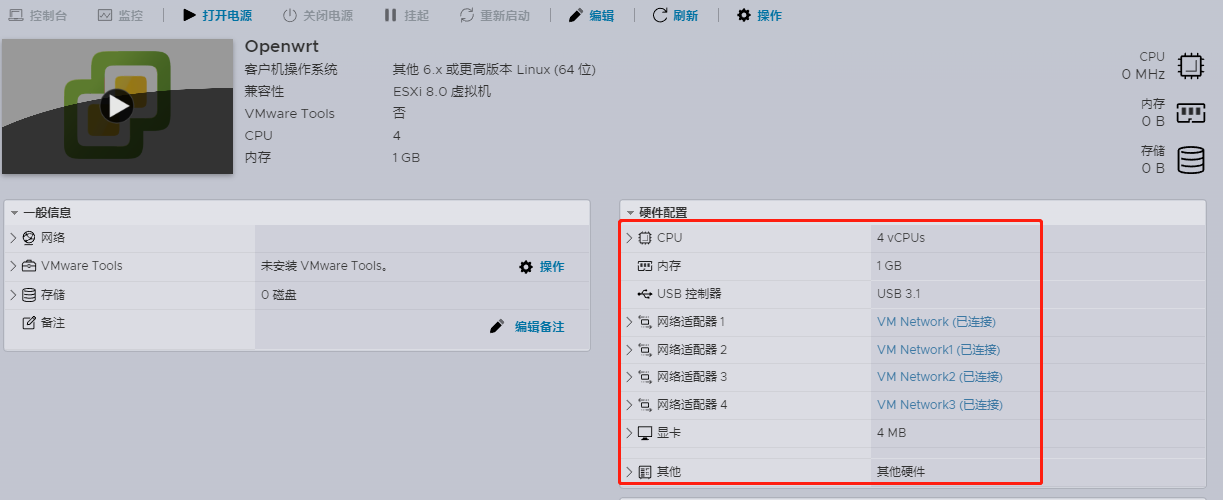 控制台 监控 打开电源 关闭电源 挂起 重新启动 编辑 刷新 操作
Openwrt
客户机操作系统 其他 6.x 或更高版本 Linux (64 位)
兼容性 ESXi 8.0 虚拟机
VMware Tools 否
CPU 4
内存 1 GB
CPU
0 MHz
内存
0 B
存储
0 B
一般信息
网络
VMware Tools 未安装 VMware Tools。 操作
存储 0 磁盘
备注
编辑备注
硬件配置
CPU 4 vCPUs
内存 1 GB
USB 控制器 USB 3.1
网络适配器 1 VM Network (已连接)
网络适配器 2 VM Network1 (已连接)
网络适配器 3 VM Network2 (已连接)
网络适配器 4 VM Network3 (已连接)
显卡 4 MB
其他 其他硬件